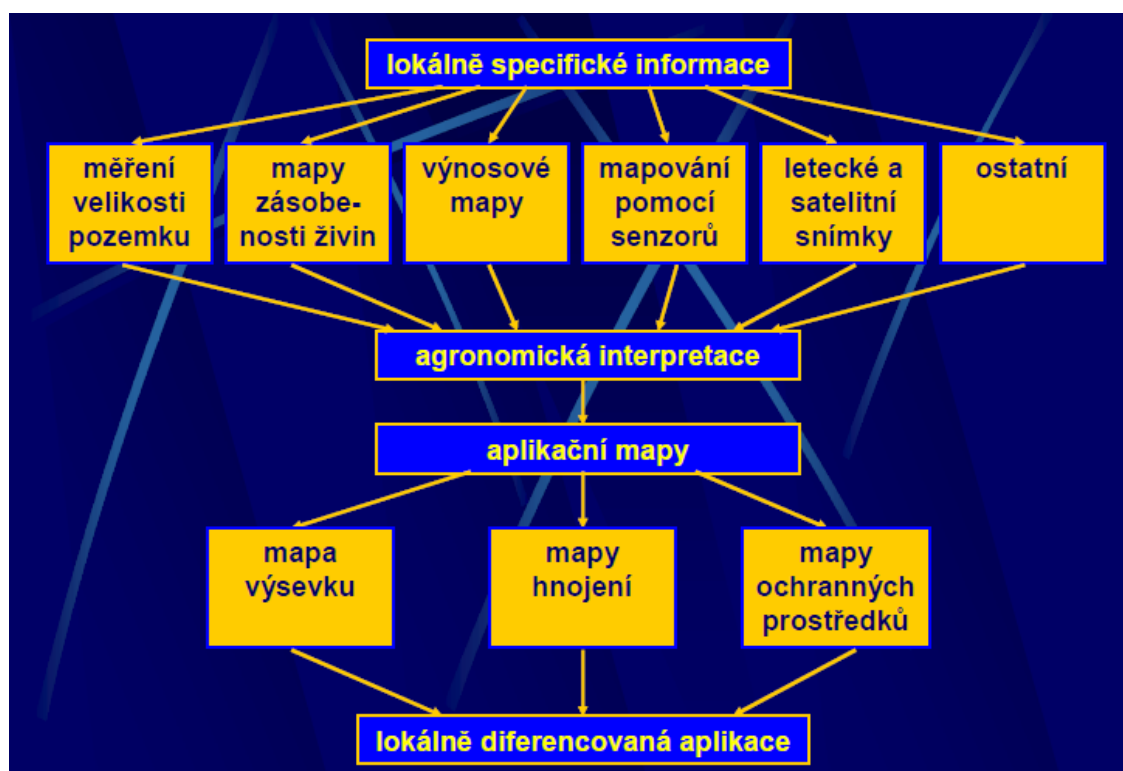 lokálně specifické informace
měření
velikosti
pozemku
mapy
zásobe-
nosti živin
výnosové
mapy
mapování
pomocí
senzorů
letecké a
satelitní
snímky
ostatní
agronomická interpretace
aplikační mapy
mapa
výsevku
mapy
hnojení
mapy
ochranných
prostředků
lokálně diferencovaná aplikace